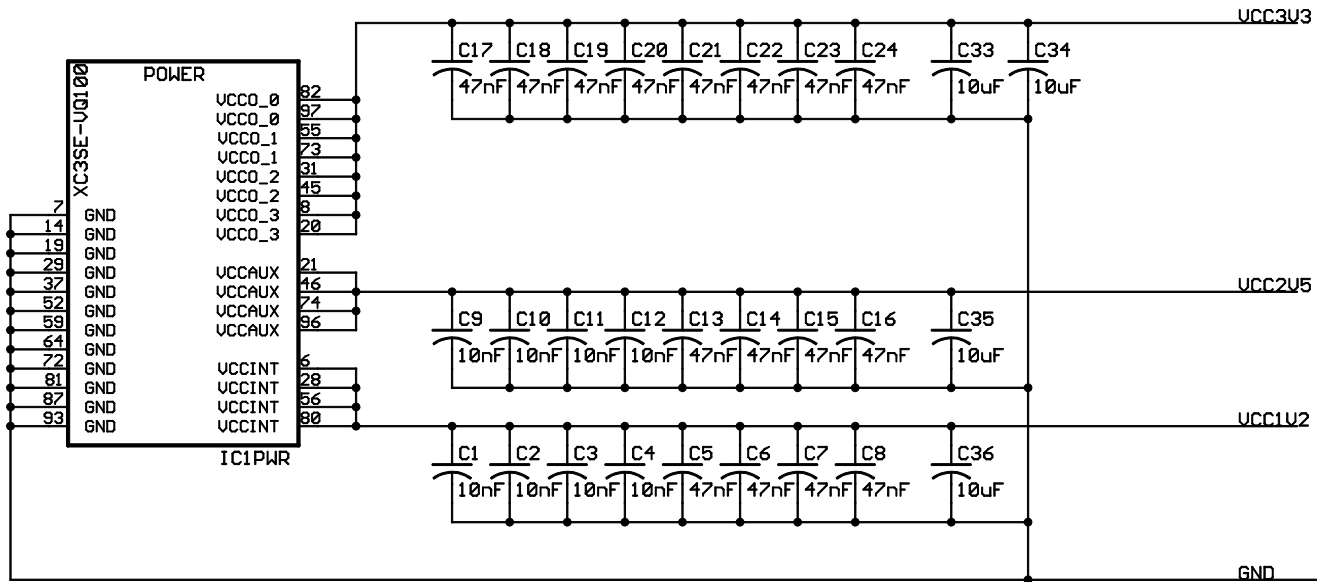 VCC3V3
C17 C18 C19 C20 C21 C22 C23 C24 C33 C34
47nF 47nF 47nF 47nF 47nF 47nF 47nF 47nF 10uF 10uF
POWER
XC3SE-VQ100
VCCO_0 82
VCCO_0 97
VCCO_1 55
VCCO_1 73
VCCO_2 31
VCCO_2 45
7 GND VCCO_3 8
14 GND VCCO_3 20
19 GND
29 GND VCCAUX 21
37 GND VCCAUX 46
52 GND VCCAUX 74
59 GND VCCAUX 96
64 GND
72 GND VCCINT 6
81 GND VCCINT 28
87 GND VCCINT 56
93 GND VCCINT 80
IC1PWR
VCC2V5
C9 C10 C11 C12 C13 C14 C15 C16 C35
10nF 10nF 10nF 10nF 47nF 47nF 47nF 47nF 10uF
VCC1V2
C1 C2 C3 C4 C5 C6 C7 C8 C36
10nF 10nF 10nF 10nF 47nF 47nF 47nF 47nF 10uF
GND